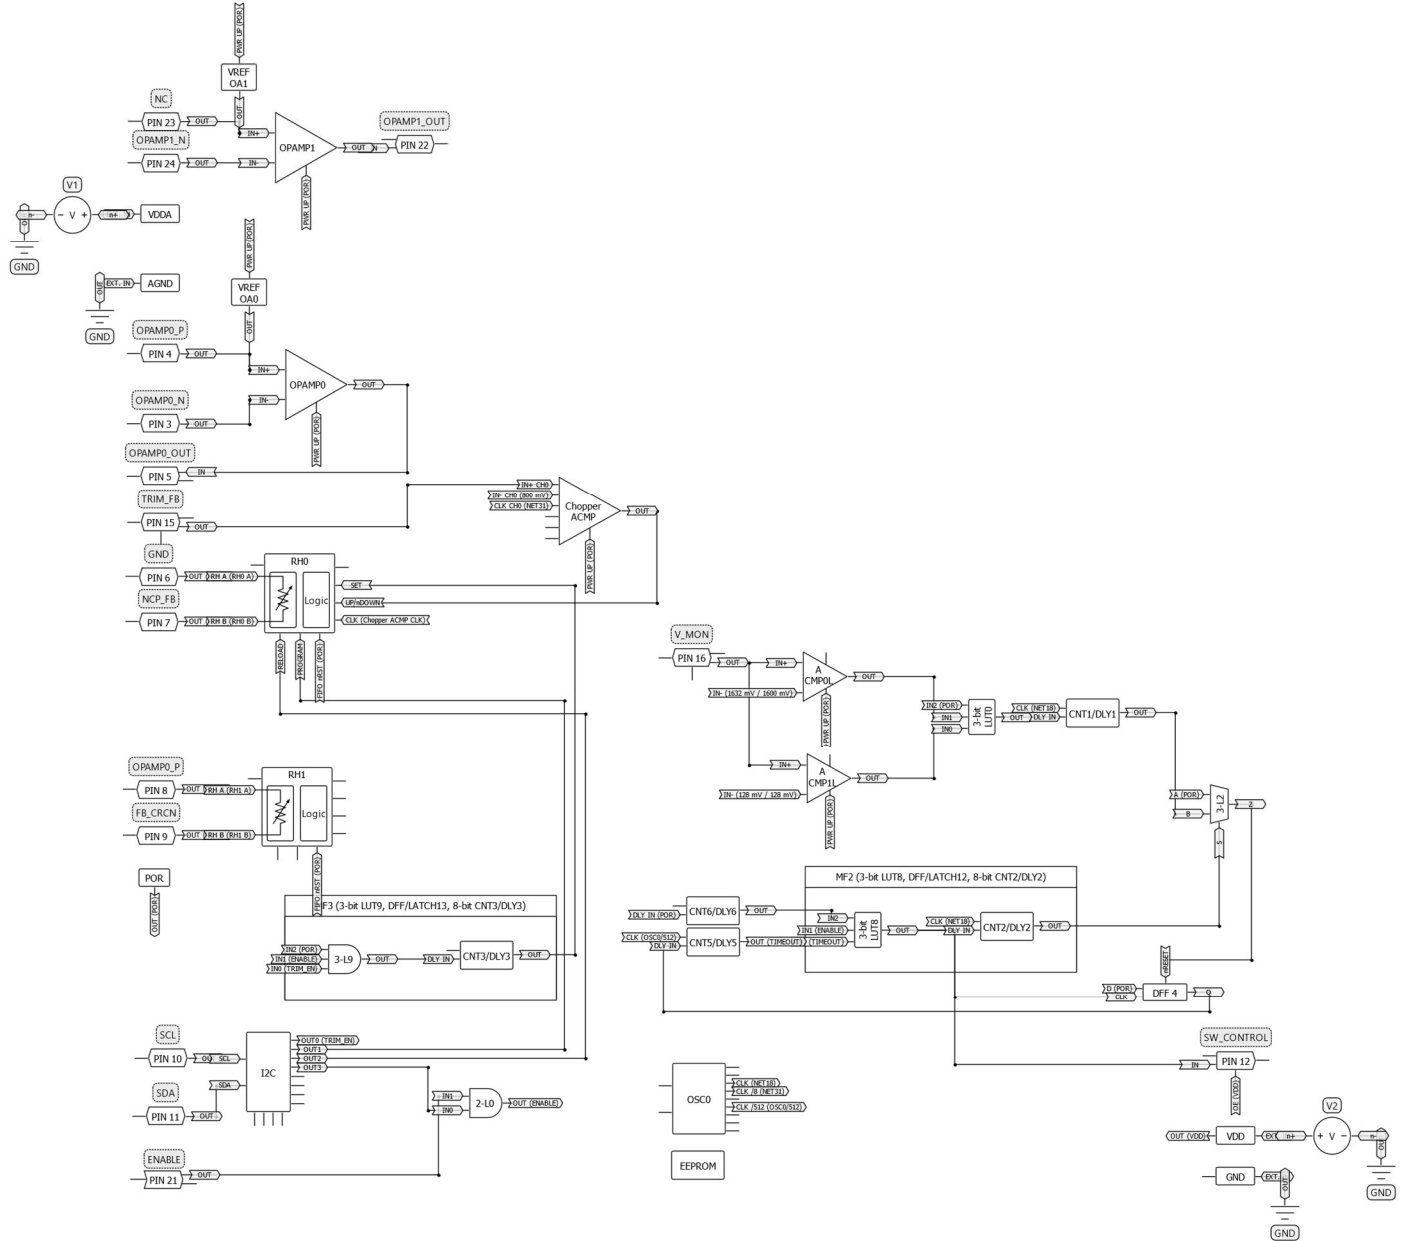 PWR UP (POR)
VREF
OA1
OUT
NC
PIN 23
OUT
IN+
OPAMP1_N
PIN 24
OUT
IN-
OPAMP1
OUT
OPAMP1_OUT
PIN 22
PWR UP (POR)
V1
n-
- V +
n+
VDDA
GND
PWR UP (POR)
OUT
EXT. IN
AGND
GND
VREF
OA0
OUT
OPAMP0_P
PIN 4
OUT
IN+
OPAMP0
OUT
OPAMP0_N
IN-
PIN 3
OUT
PWR UP (POR)
OPAMP0_OUT
PIN 5
IN
TRIM_FB
PIN 15
OUT
IN+ CH0
IN- CH0 (800 mV)
CLK CH0 (NET31)
Chopper
ACMP
OUT
PWR UP (POR)
GND
PIN 6
OUT
RH A (RH0 A)
NCP_FB
PIN 7
OUT
RH B (RH0 B)
RH0
Logic
SET
UP/nDOWN
CLK (Chopper ACMP CLK)
RELOAD
PROGRAM
FIFO nRST (POR)
V_MON
PIN 16
OUT
IN+
IN- (1632 mV / 1600 mV)
A
CMP0L
OUT
PWR UP (POR)
IN+
IN- (128 mV / 128 mV)
A
CMP1L
OUT
PWR UP (POR)
IN2 (POR)
IN1
IN0
3-bit
LUT0
OUT
CLK (NET18)
DLY IN
CNT1/DLY1
OUT
A (POR)
B
3-L2
Z
S
OPAMP0_P
PIN 8
OUT
RH A (RH1 A)
FB_CRCN
PIN 9
OUT
RH B (RH1 B)
RH1
Logic
FIFO nRST (POR)
POR
OUT (POR)
F3 (3-bit LUT9, DFF/LATCH13, 8-bit CNT3/DLY3)
IN2 (POR)
IN1 (ENABLE)
IN0 (TRIM_EN)
3-L9
OUT
DLY IN
CNT3/DLY3
OUT
MF2 (3-bit LUT8, DFF/LATCH12, 8-bit CNT2/DLY2)
DLY IN (POR)
CNT6/DLY6
OUT
CLK (OSC0/512)
DLY IN
CNT5/DLY5
OUT (TIMEOUT)
IN2
IN1 (ENABLE)
(TIMEOUT)
3-bit
LUT8
OUT
CLK (NET18)
DLY IN
CNT2/DLY2
OUT
nRESET
D (POR)
CLK
DFF 4
Q
SCL
PIN 10
SCL
SDA
PIN 11
OUT
SDA
I2C
OUT0 (TRIM_EN)
OUT1
OUT2
OUT3
IN1
IN0
2-L0
OUT (ENABLE)
ENABLE
PIN 21
OUT
OSC0
CLK (NET18)
CLK /8 (NET31)
CLK /512 (OSC0/512)
EEPROM
SW_CONTROL
IN
PIN 12
OE (VDD)
OUT (VDD)
VDD
n+
V2
+ V -
n-
GND
GND
OUT
GND